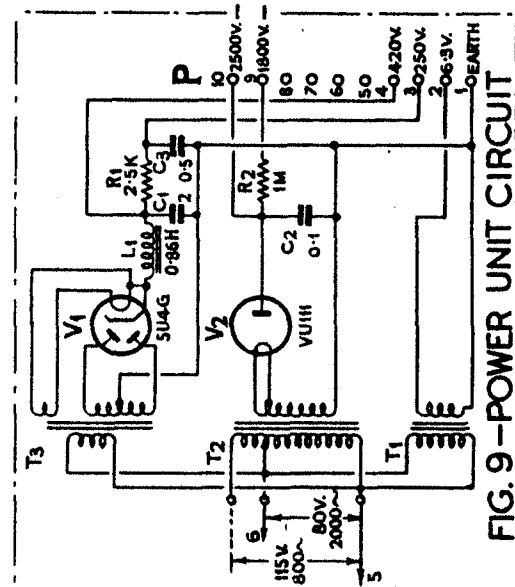 P
10 2500V.
9 1800V.
8
7
6
5
4 420V.
3 250V.
2 6·3V.
1 EARTH
R1
2·5K
C3
0·5
C1
2
L1
0·86H
V1
5U4G
T3
R2
1M
C2
0·1
V2
VU111
T2
T1
6
115V.
800~
80V.
2000~
5
FIG. 9 — POWER UNIT CIRCUIT